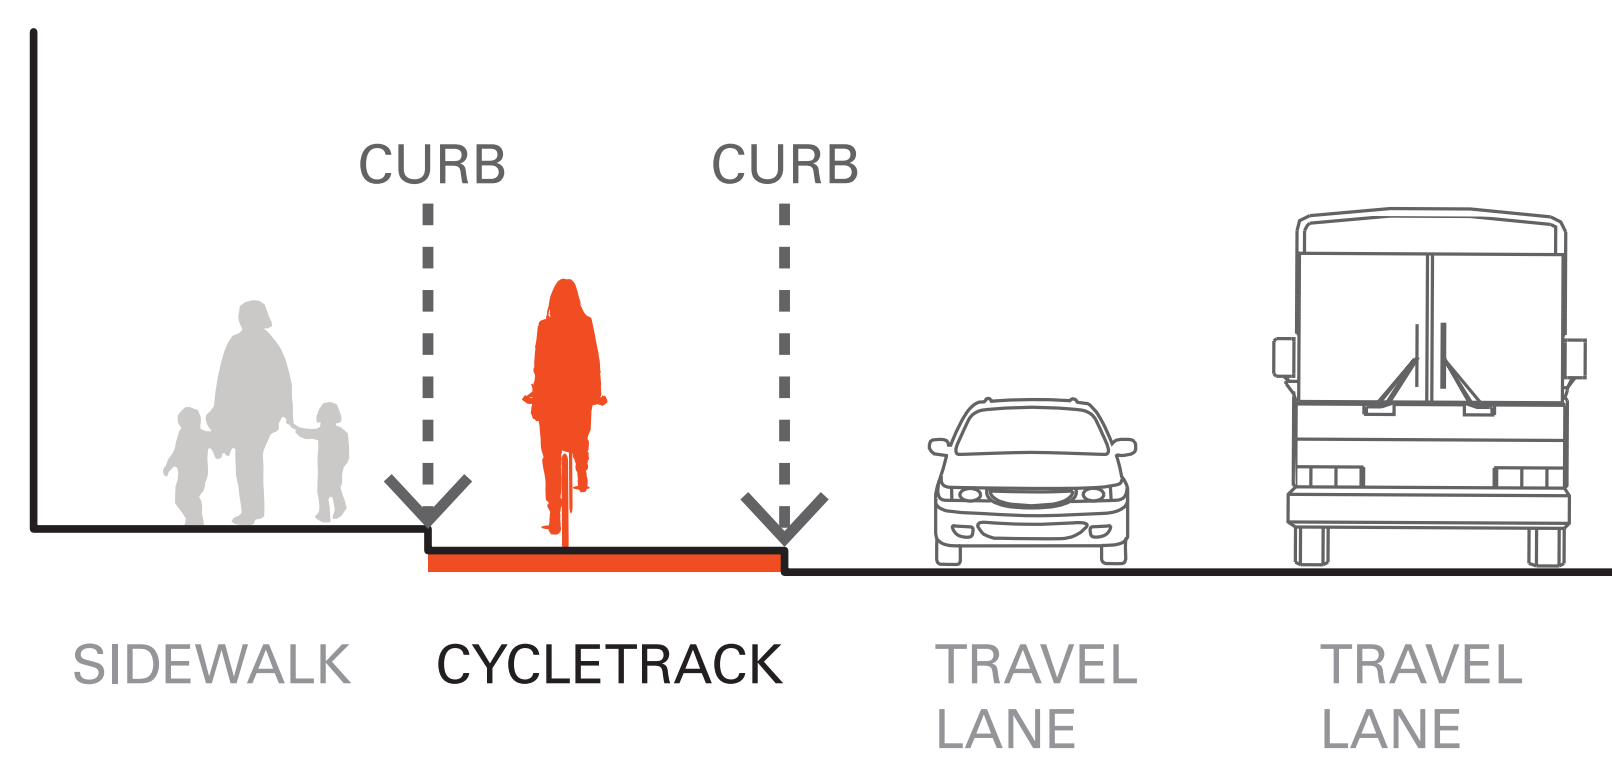 CURB
CURB
SIDEWALK
CYCLETRACK
TRAVEL
LANE
TRAVEL
LANE